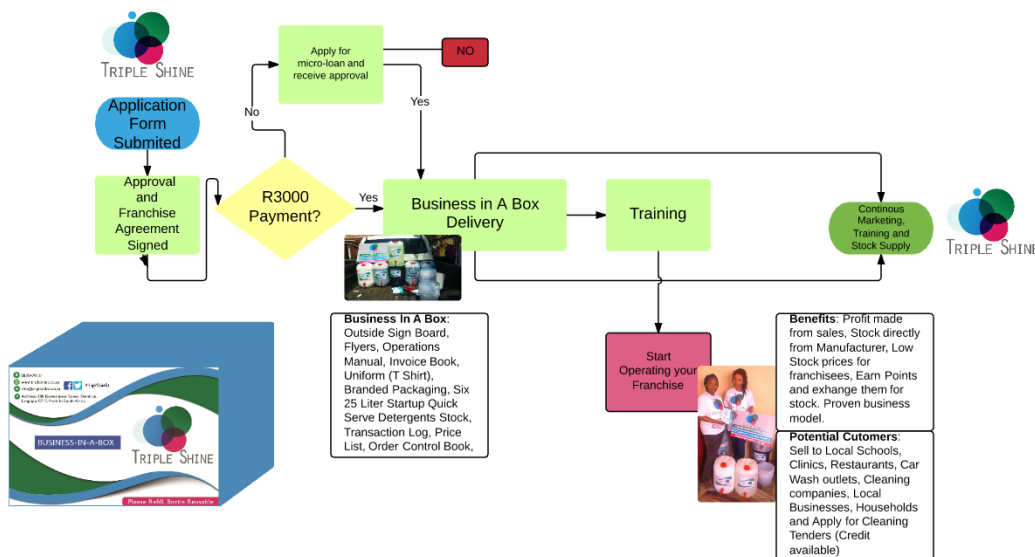 TRIPLE SHINE
Application
Form
Submited
Approval
and
Franchise
Agreement
Signed
No
R3000
Payment?
Yes
Apply for
micro-loan and
receive approval
NO
Yes
Business in A Box
Delivery
Training
Continous
Marketing,
Training and
Stock Supply
TRIPLE SHINE
Business In A Box:
Outside Sign Board,
Flyers, Operations
Manual, Invoice Book,
Uniform (T Shirt),
Branded Packaging, Six
25 Liter Startup Quick
Serve Detergents Stock,
Transaction Log, Price
List, Order Control Book,
Start
Operating your
Franchise
Benefits: Profit made
from sales, Stock directly
from Manufacturer, Low
Stock prices for
franchisees, Earn Points
and exhange them for
stock. Proven business
model.
Potential Cutomers:
Sell to Local Schools,
Clinics, Restaurants, Car
Wash outlets, Cleaning
companies, Local
Businesses, Households
and Apply for Cleaning
Tenders (Credit
available)
BUSINESS-IN-A-BOX
TRIPLE SHINE
Please Refill. Bottle Reusable